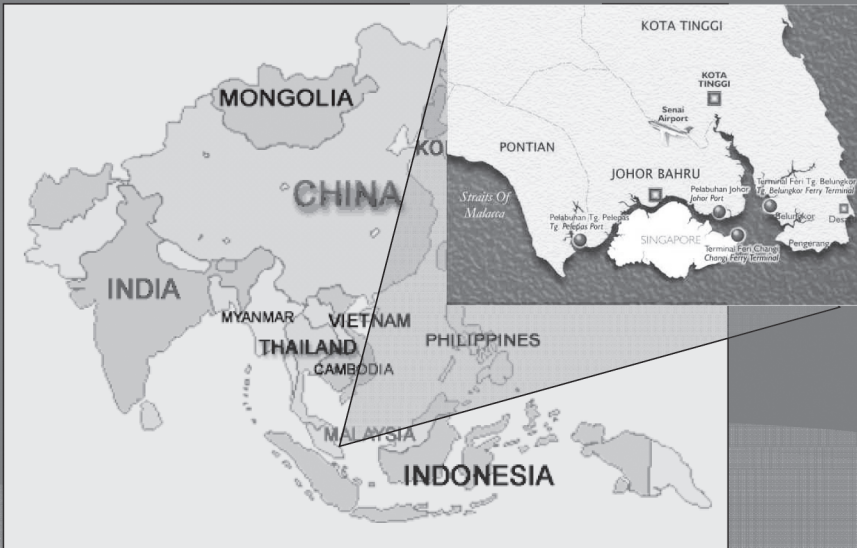 MONGOLIA
CHINA
INDIA
MYANMAR
VIETNAM
THAILAND
CAMBODIA
PHILIPPINES
MALAYSIA
INDONESIA
KOTA TINGGI
KOTA
TINGGI
Senai
Airport
PONTIAN
JOHOR BAHRU
Straits Of
Malacca
Pelabuhan Tg. Pelepas
Tg. Pelepas Port
SINGAPORE
Pelabuhan Johor
Johor Port
Terminal Feri Tg. Belungkor
Tg. Belungkor Ferry Terminal
Belungkor
Pengerang
Terminal Feri Changi
Changi Ferry Terminal